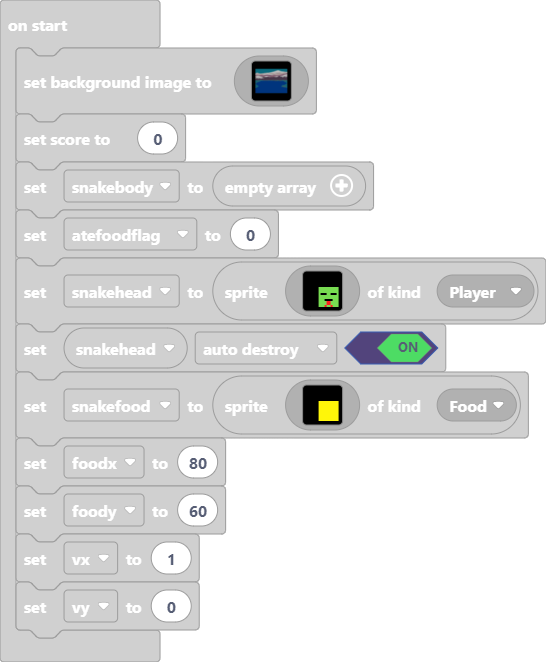 on start
set background image to
set score to 0
set snakebody to empty array
set atefoodflag to 0
set snakehead to sprite of kind Player
set snakehead auto destroy ON
set snakefood to sprite of kind Food
set foodx to 80
set foody to 60
set vx to 1
set vy to 0